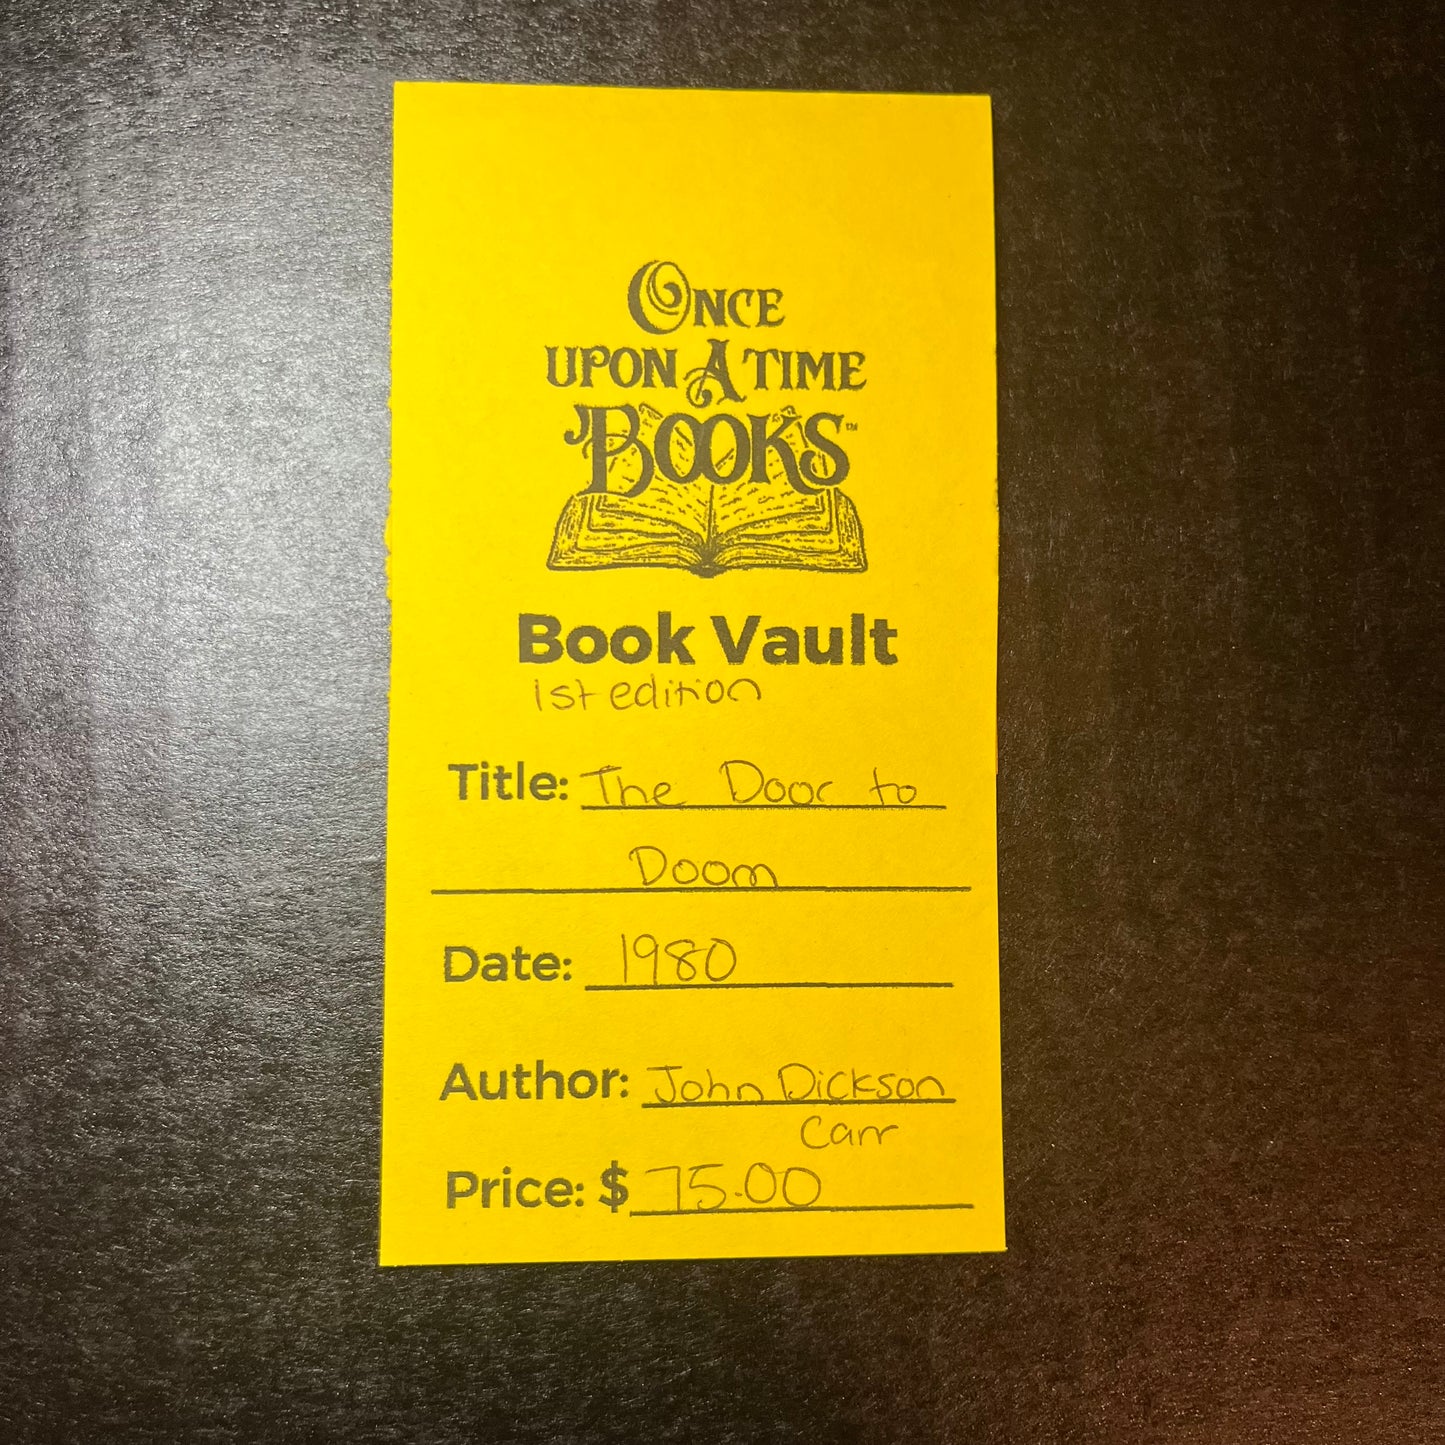 ONCE
UPON A TIME
BOOKS™
Book Vault
1st edition
Title: The Door to
Doom
Date: 1980
Author: John Dickson
Carr
Price: $ 75.00